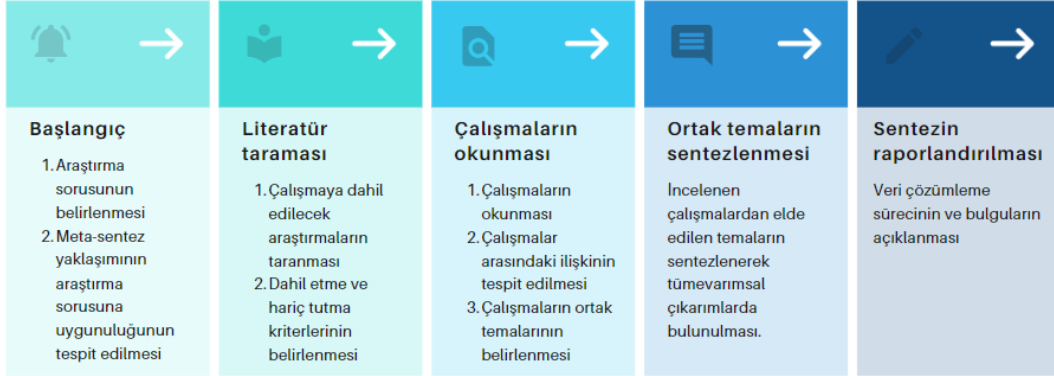 Başlangıç
1. Araştırma
sorusunun
belirlenmesi
2. Meta-sentez
yaklaşımının
araştırma
sorusuna
uygunuluğunun
tespit edilmesi
Literatür
taraması
1. Çalışmaya dahil
edilecek
araştırmaların
taranması
2. Dahil etme ve
hariç tutma
kriterlerinin
belirlenmesi
Çalışmaların
okunması
1. Çalışmaların
okunması
2. Çalışmalar
arasındaki ilişkinin
tespit edilmesi
3. Çalışmaların ortak
temalarının
belirlenmesi
Ortak temaların
sentezlenmesi
İncelenen
çalışmalardan elde
edilen temaların
sentezlenerek
tümevarımsal
çıkarımlarda
bulunulması.
Sentezin
raporlandırılması
Veri çözümleme
sürecinin ve bulguların
açıklanması